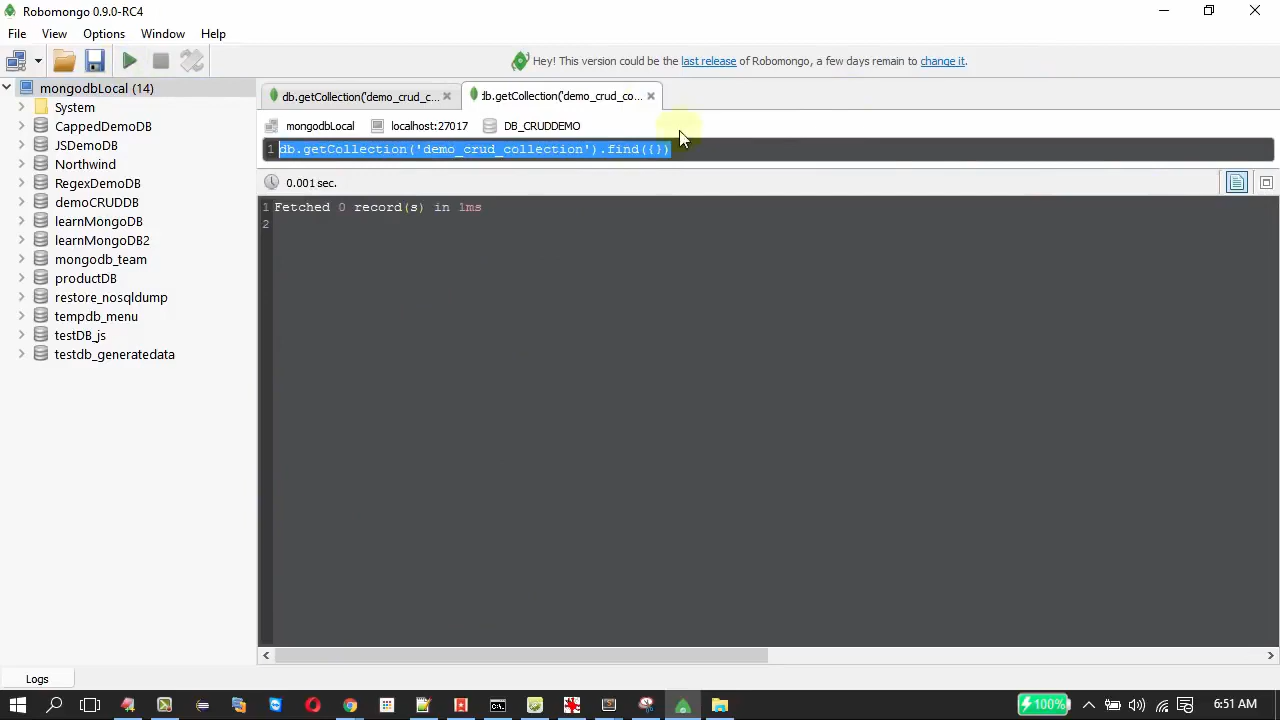 Robomongo 0.9.0-RC4
File View Options Window Help
Hey! This version could be the last release of Robomongo, a few days remain to change it.
mongodbLocal (14)
System
CappedDemoDB
JSDemoDB
Northwind
RegexDemoDB
demoCRUDDB
learnMongoDB
learnMongoDB2
mongodb_team
productDB
restore_nosqldump
tempdb_menu
testDB_js
testdb_generatedata
db.getCollection('demo_crud_c...
db.getCollection('demo_crud_co...
mongodbLocal localhost:27017 DB_CRUDDEMO
1 db.getCollection('demo_crud_collection').find({})
0.001 sec.
1 Fetched 0 record(s) in 1ms
2
Logs
100%
6:51 AM